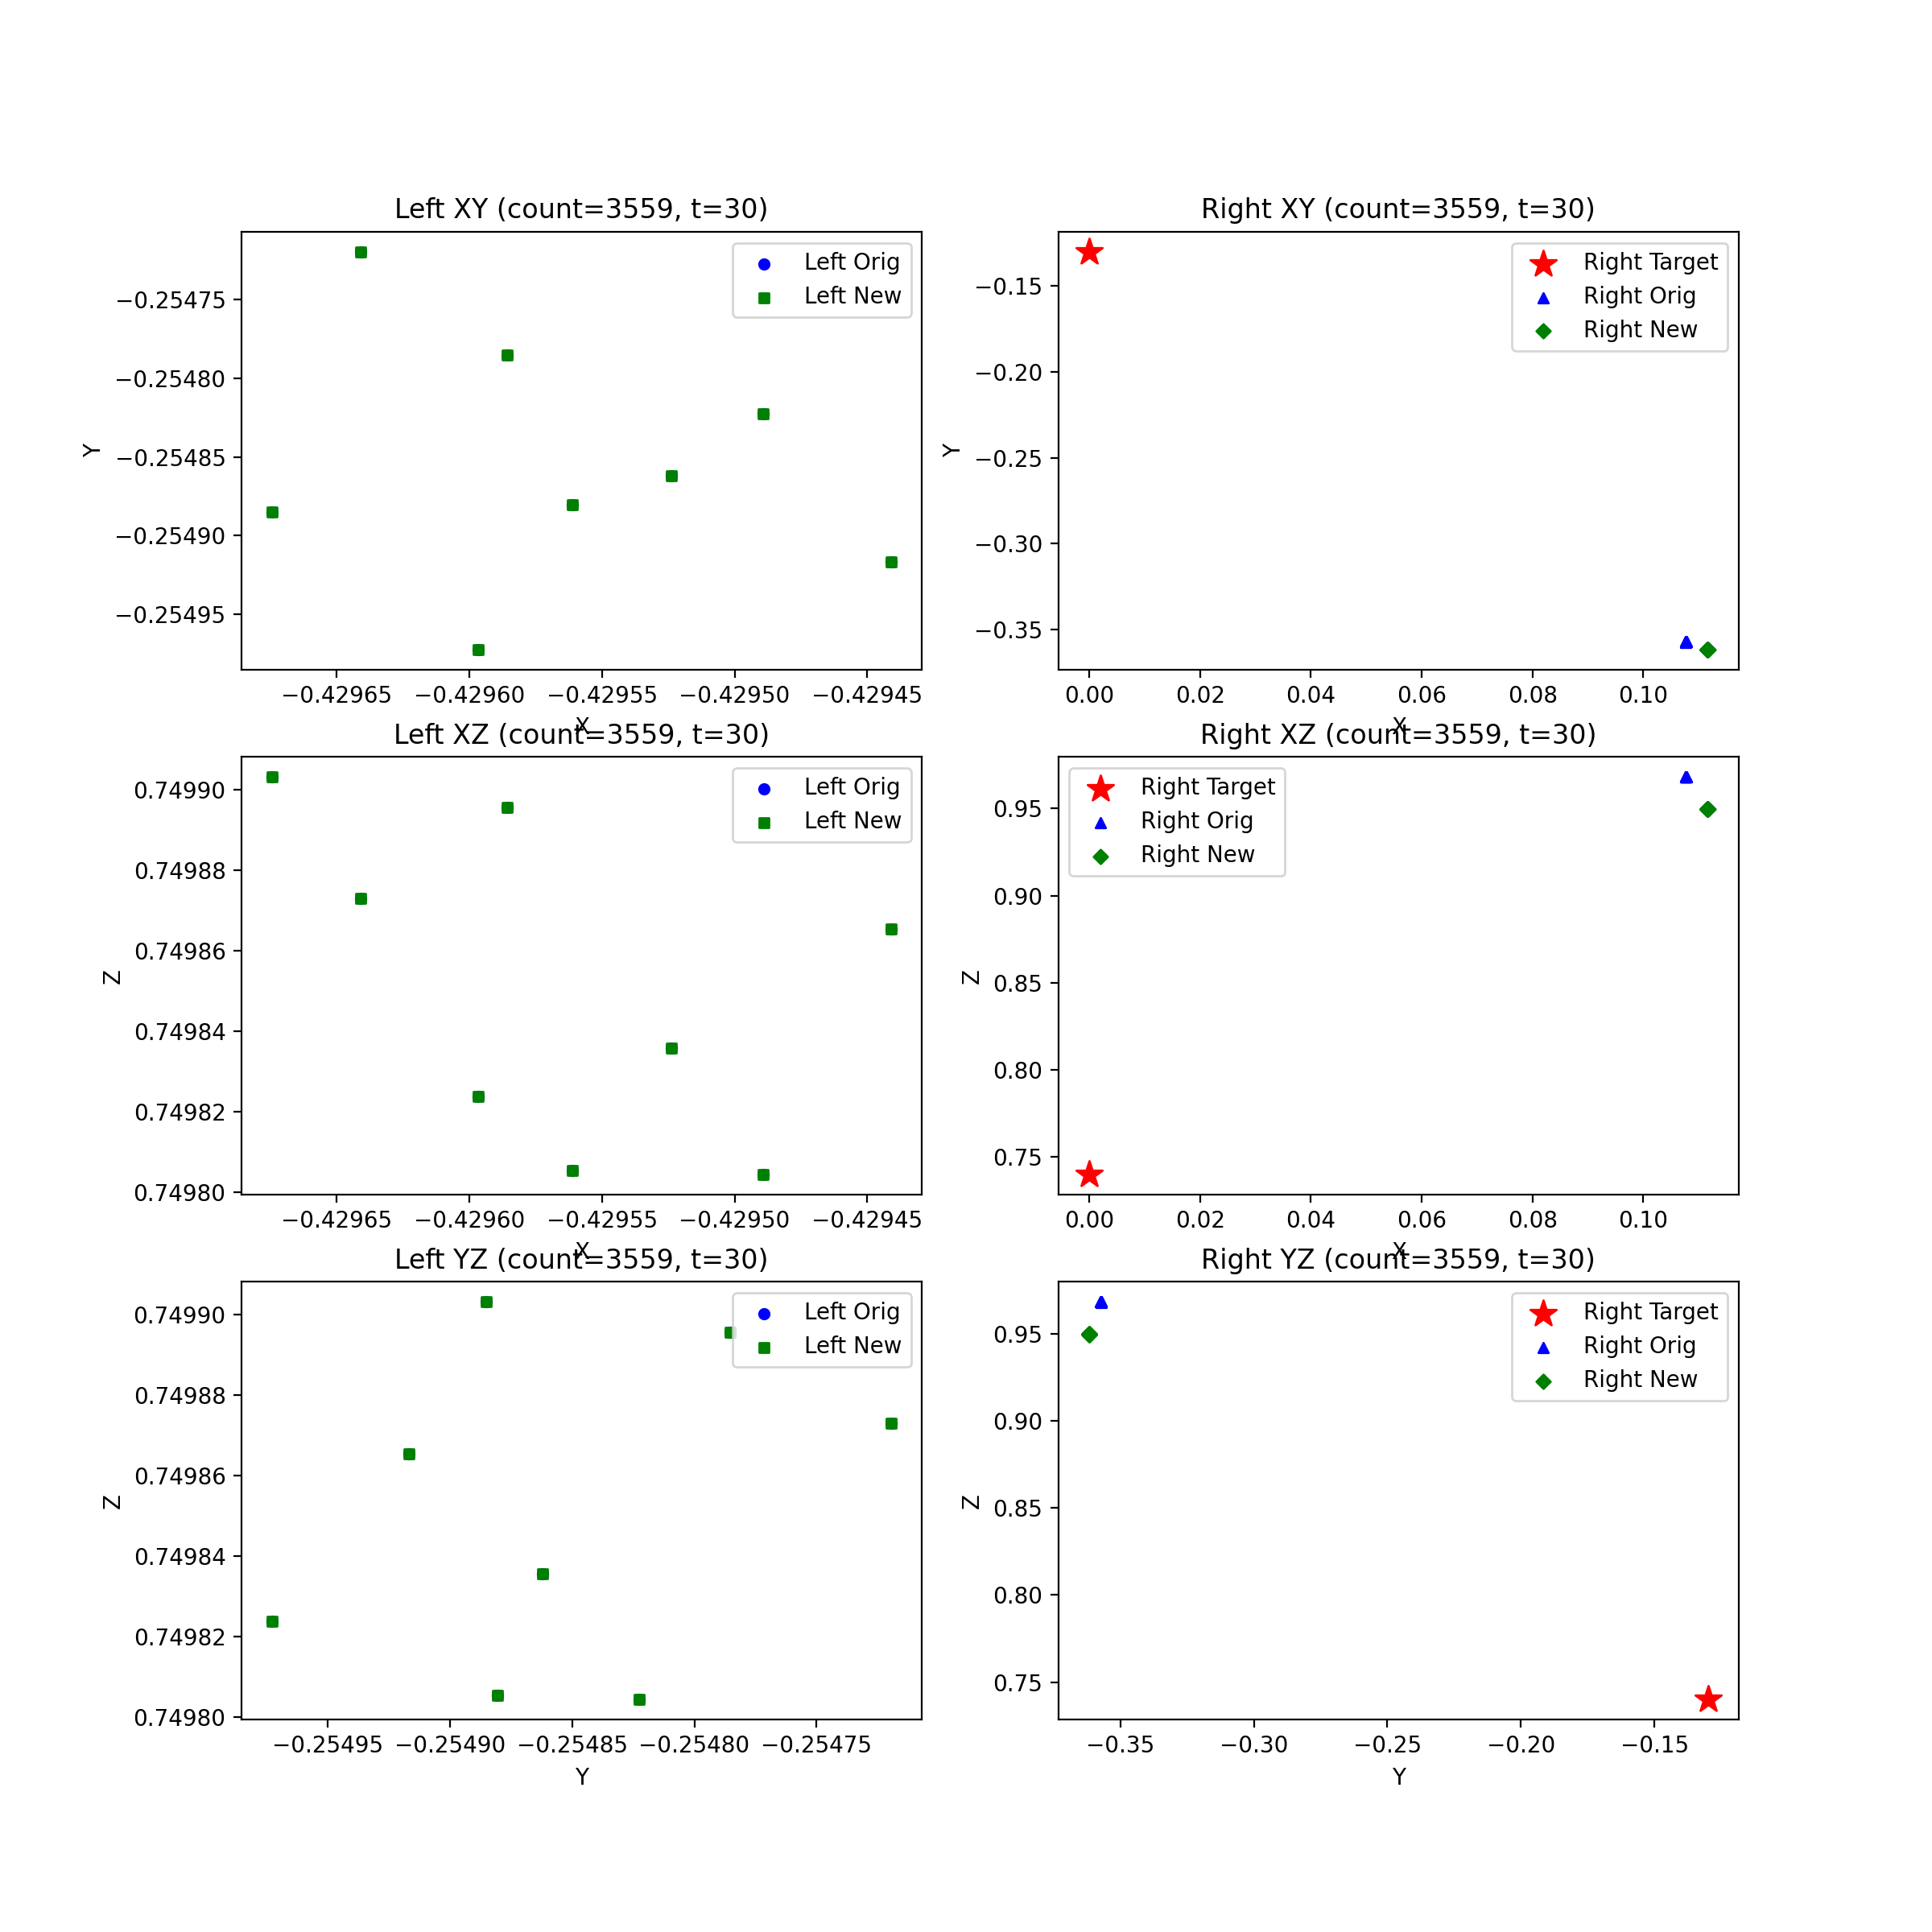 Left XY (count=3559, t=30)
Left Orig
Left New
−0.25475
−0.25480
−0.25485
−0.25490
−0.25495
Y
−0.42965
−0.42960
−0.42955
−0.42950
−0.42945
X
Right XY (count=3559, t=30)
Right Target
Right Orig
Right New
−0.15
−0.20
−0.25
−0.30
−0.35
Y
0.00
0.02
0.04
0.06
0.08
0.10
X
Left XZ (count=3559, t=30)
Left Orig
Left New
0.74990
0.74988
0.74986
0.74984
0.74982
0.74980
Z
−0.42965
−0.42960
−0.42955
−0.42950
−0.42945
X
Right XZ (count=3559, t=30)
Right Target
Right Orig
Right New
0.95
0.90
0.85
0.80
0.75
Z
0.00
0.02
0.04
0.06
0.08
0.10
X
Left YZ (count=3559, t=30)
Left Orig
Left New
0.74990
0.74988
0.74986
0.74984
0.74982
0.74980
Z
−0.25495
−0.25490
−0.25485
−0.25480
−0.25475
Y
Right YZ (count=3559, t=30)
Right Target
Right Orig
Right New
0.95
0.90
0.85
0.80
0.75
Z
−0.35
−0.30
−0.25
−0.20
−0.15
Y